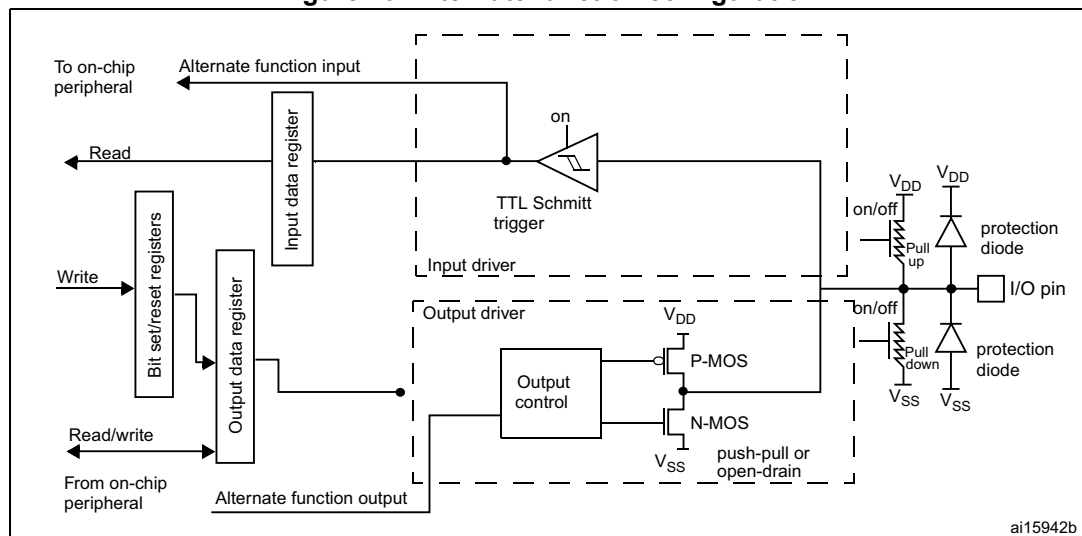 To on-chip
peripheral
Alternate function input
on
Read
Input data register
TTL Schmitt
trigger
Input driver
VDD
on/off
Pull
up
VDD
protection
diode
I/O pin
Write
Bit set/reset registers
Output data register
Output driver
VDD
P-MOS
Output
control
N-MOS
VSS
push-pull or
open-drain
on/off
Pull
down
VSS
protection
diode
VSS
Read/write
From on-chip
peripheral
Alternate function output
ai15942b